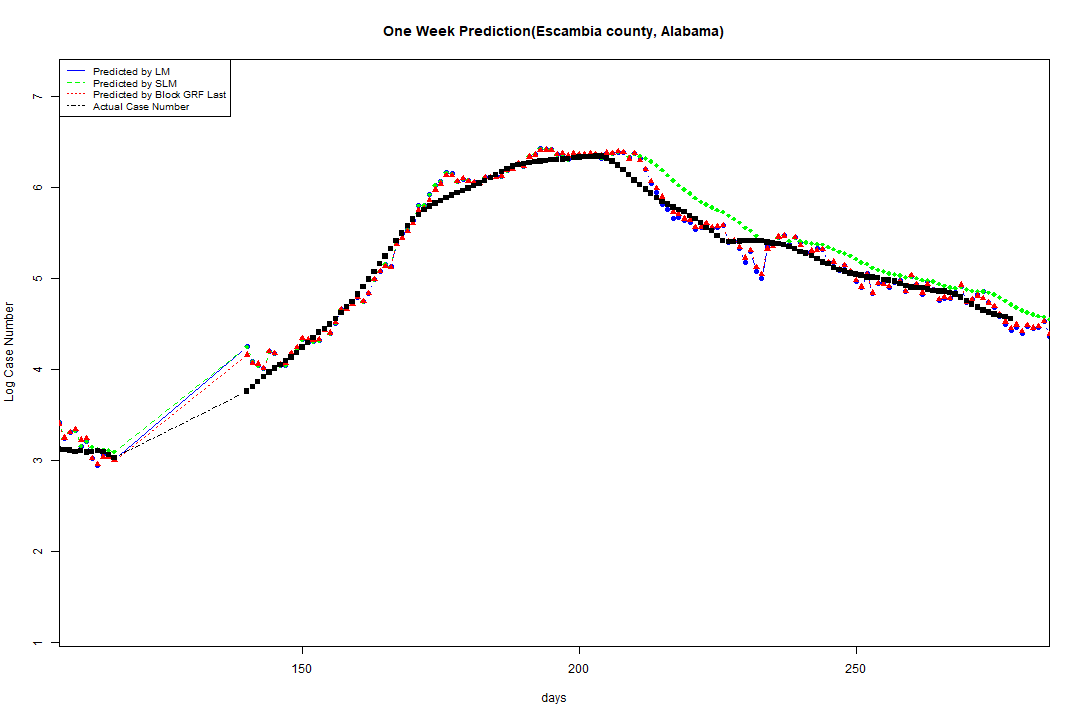 One Week Prediction(Escambia county, Alabama)
Predicted by LM
Predicted by SLM
Predicted by Block GRF Last
Actual Case Number
Log Case Number
7
6
5
4
3
2
1
150
200
250
days